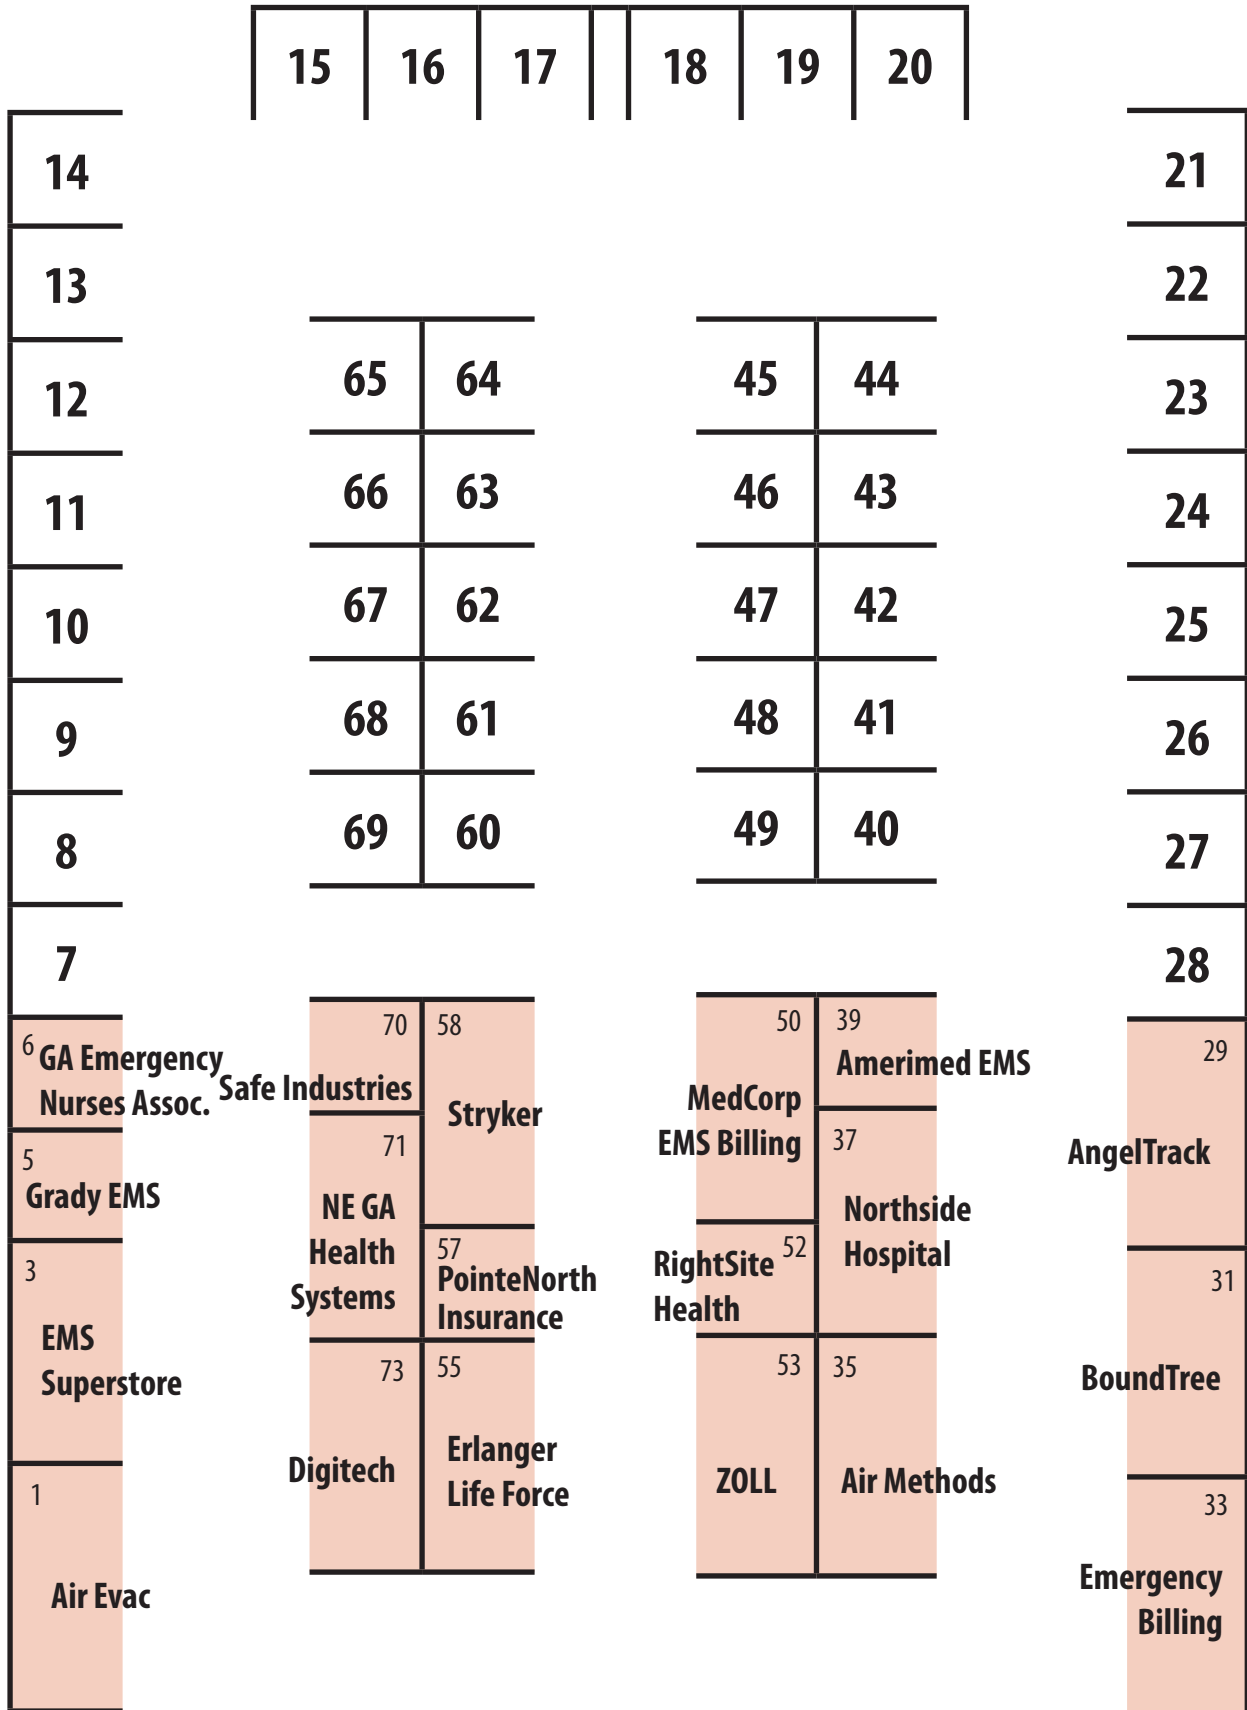 15 16 17 18 19 20
14
13
12
11
10
9
8
7
6
GA Emergency
Nurses Assoc.
5
Grady EMS
3
EMS
Superstore
1
Air Evac
65 64
66 63
67 62
68 61
69 60
70
Safe Industries
71
NE GA
Health
Systems
73
Digitech
58
Stryker
57
PointeNorth
Insurance
55
Erlanger
Life Force
45 44
46 43
47 42
48 41
49 40
50
MedCorp
EMS Billing
52
RightSite
Health
53
ZOLL
39
Amerimed EMS
37
Northside
Hospital
35
Air Methods
21
22
23
24
25
26
27
28
29
AngelTrack
31
BoundTree
33
Emergency
Billing